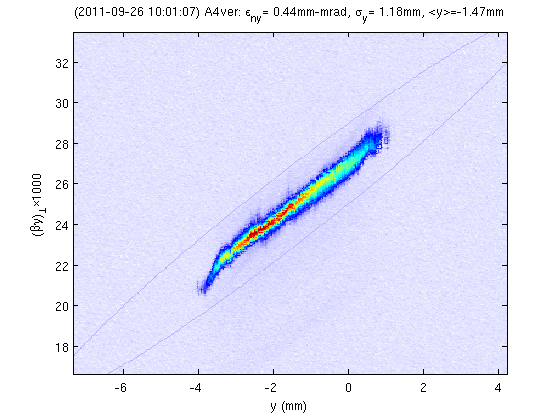 (2011-09-26 10:01:07) A4ver: εny= 0.44mm-mrad, σy= 1.18mm, <y>=-1.47mm
32
30
28
26
24
22
20
18
(βγ)⊥×1000
-6 -4 -2 0 2 4
y (mm)